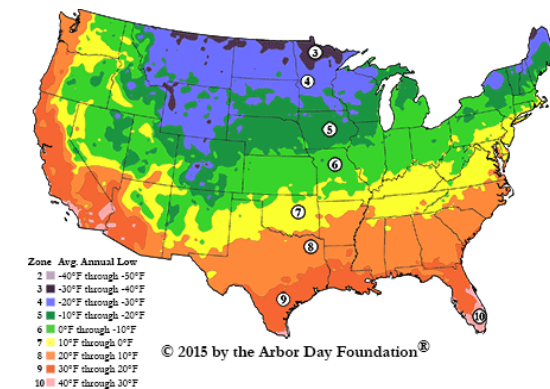 3
4
5
6
7
8
9
10
Zone Avg. Annual Low
2 -40°F through -50°F
3 -30°F through -40°F
4 -20°F through -30°F
5 -10°F through -20°F
6 0°F through -10°F
7 10°F through 0°F
8 20°F through 10°F
9 30°F through 20°F
10 40°F through 30°F
© 2015 by the Arbor Day Foundation®